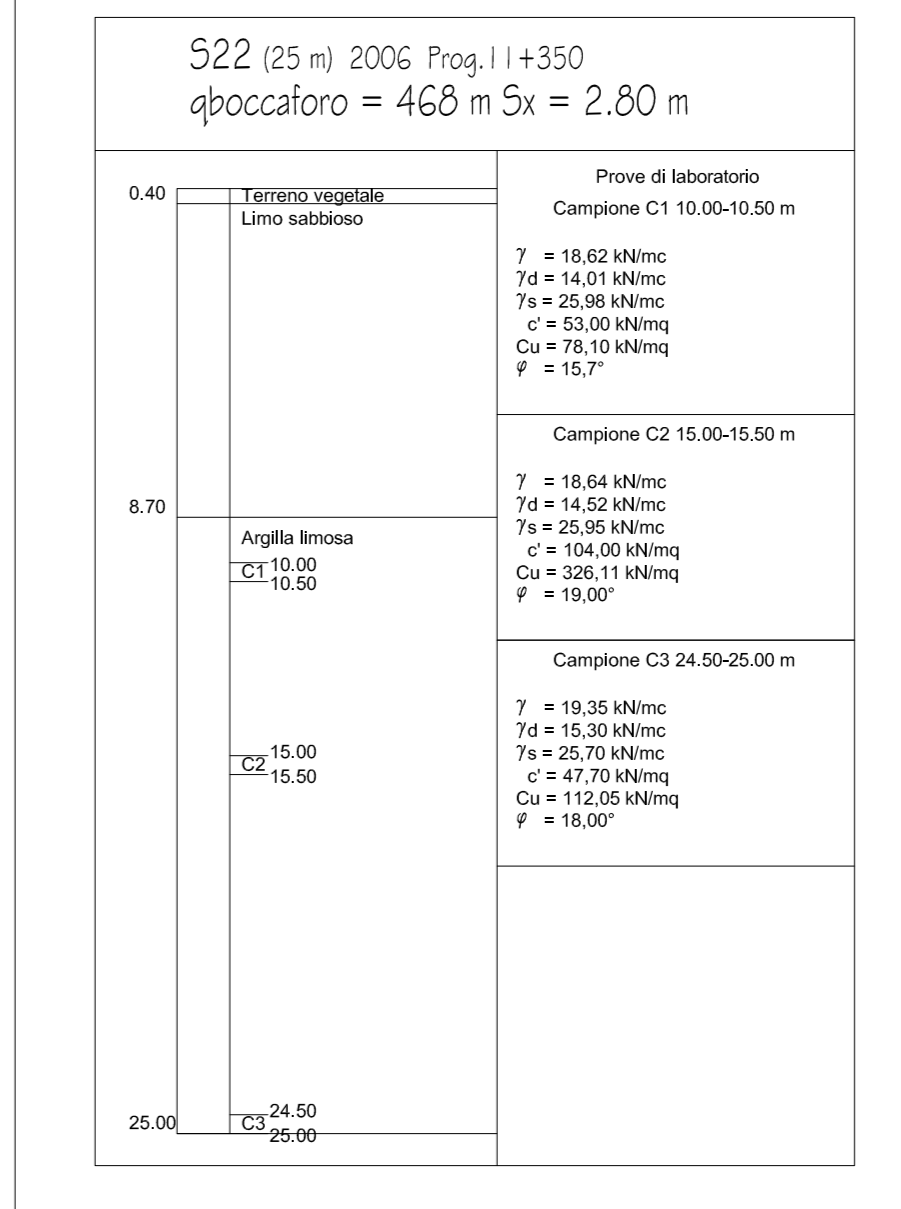 S22 (25 m) 2006 Prog.11+350
qboccaforo = 468 m Sx = 2.80 m
0.40
Terreno vegetale
Limo sabbioso
8.70
Argilla limosa
C1
10.00
10.50
C2
15.00
15.50
25.00
C3
24.50
25.00
Prove di laboratorio
Campione C1 10.00-10.50 m
γ = 18,62 kN/mc
γd = 14,01 kN/mc
γs = 25,98 kN/mc
c' = 53,00 kN/mq
Cu = 78,10 kN/mq
φ = 15,7°
Campione C2 15.00-15.50 m
γ = 18,64 kN/mc
γd = 14,52 kN/mc
γs = 25,95 kN/mc
c' = 104,00 kN/mq
Cu = 326,11 kN/mq
φ = 19,00°
Campione C3 24.50-25.00 m
γ = 19,35 kN/mc
γd = 15,30 kN/mc
γs = 25,70 kN/mc
c' = 47,70 kN/mq
Cu = 112,05 kN/mq
φ = 18,00°